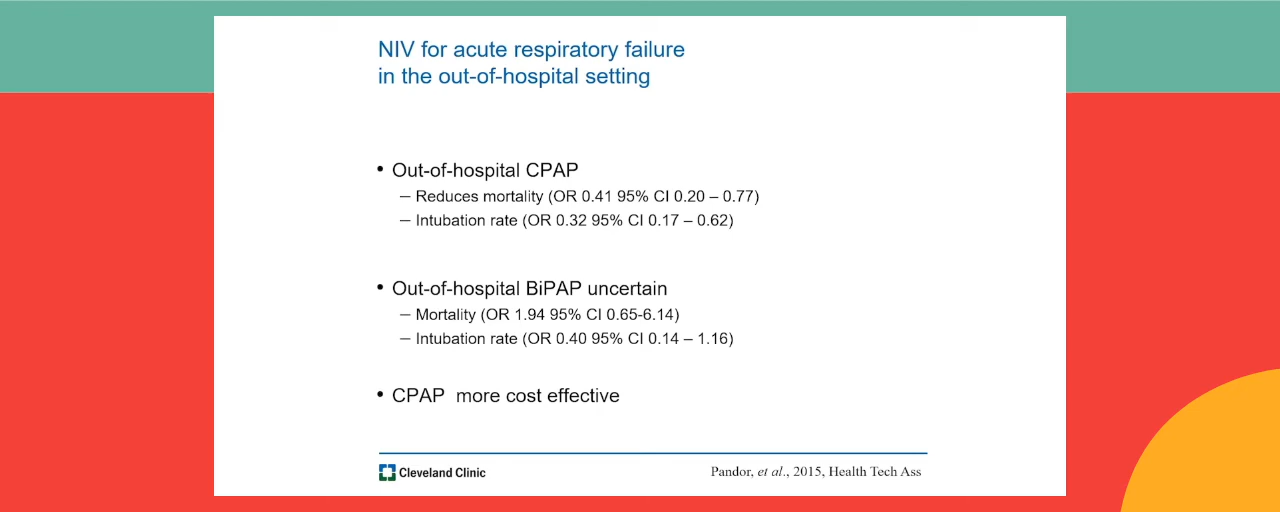 NIV for acute respiratory failure
in the out-of-hospital setting
• Out-of-hospital CPAP
– Reduces mortality (OR 0.41 95% CI 0.20 – 0.77)
– Intubation rate (OR 0.32 95% CI 0.17 – 0.62)
• Out-of-hospital BiPAP uncertain
– Mortality (OR 1.94 95% CI 0.65-6.14)
– Intubation rate (OR 0.40 95% CI 0.14 – 1.16)
• CPAP  more cost effective
Cleveland Clinic
Pandor, et al., 2015, Health Tech Ass